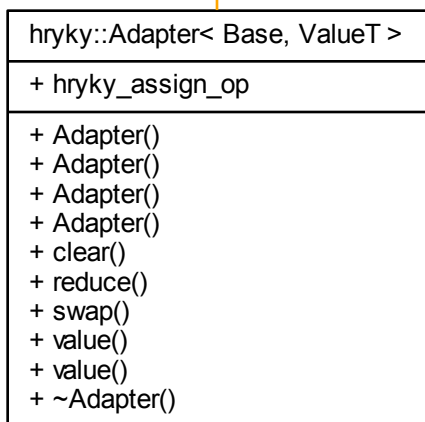 hryky::Adapter< Base, ValueT >
+ hryky_assign_op
+ Adapter()
+ Adapter()
+ Adapter()
+ Adapter()
+ clear()
+ reduce()
+ swap()
+ value()
+ value()
+ ~Adapter()